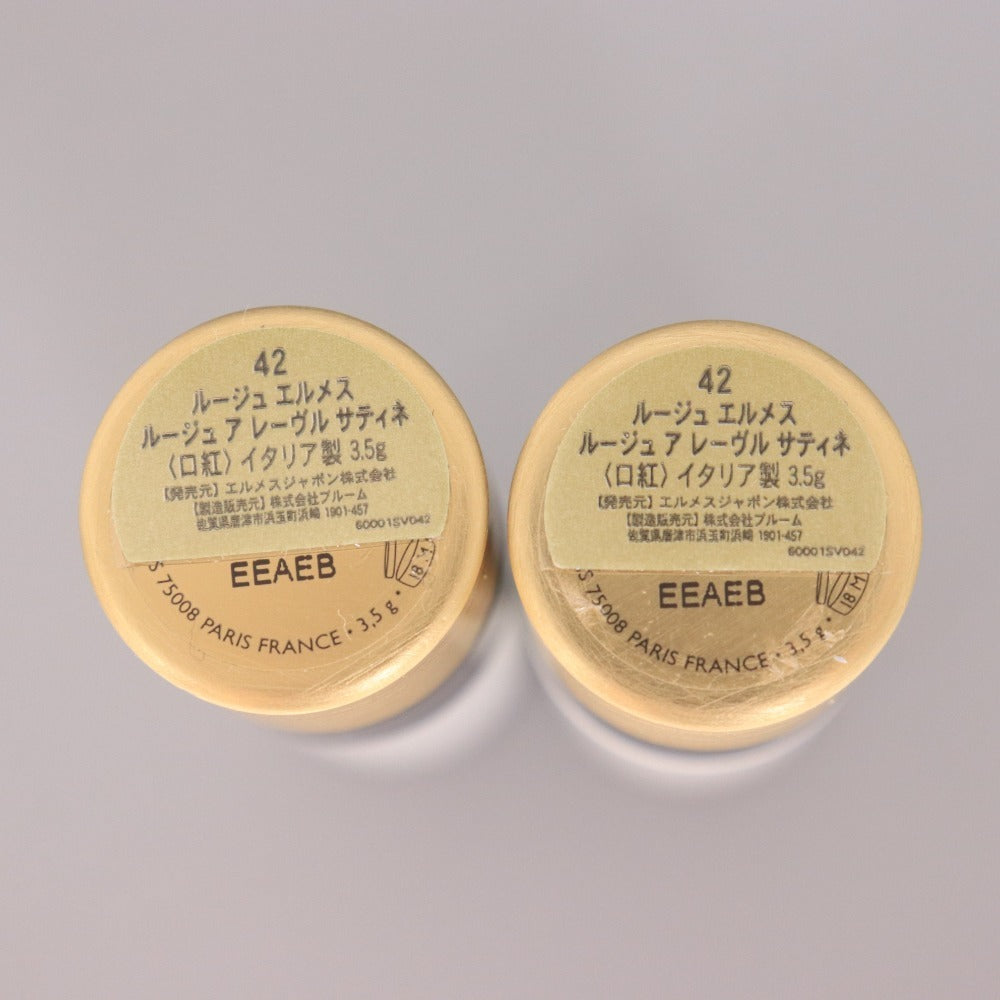 42
ルージュ エルメス
ルージュ ア レーヴル サティネ
〈口紅〉イタリア製 3.5g
【発売元】エルメスジャポン株式会社
【製造販売元】株式会社ブルーム
佐賀県唐津市浜玉町浜崎 1901-457
60001SV042
EEAEB
S 75008 PARIS FRANCE • 3,5 g •
18 M
42
ルージュ エルメス
ルージュ ア レーヴル サティネ
〈口紅〉イタリア製 3.5g
【発売元】エルメスジャポン株式会社
【製造販売元】株式会社ブルーム
佐賀県唐津市浜玉町浜崎 1901-457
60001SV042
EEAEB
S 75008 PARIS FRANCE • 3,5 g •
18 M